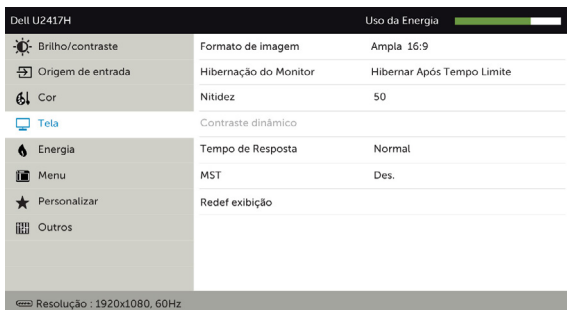 Dell U2417H Uso da Energia
Brilho/contraste Formato de imagem Ampla 16:9
Origem de entrada Hibernação do Monitor Hibernar Após Tempo Limite
Cor Nitidez 50
Tela Contraste dinâmico
Energia Tempo de Resposta Normal
Menu MST Des.
Personalizar Redef exibição
Outros
Resolução : 1920x1080, 60Hz